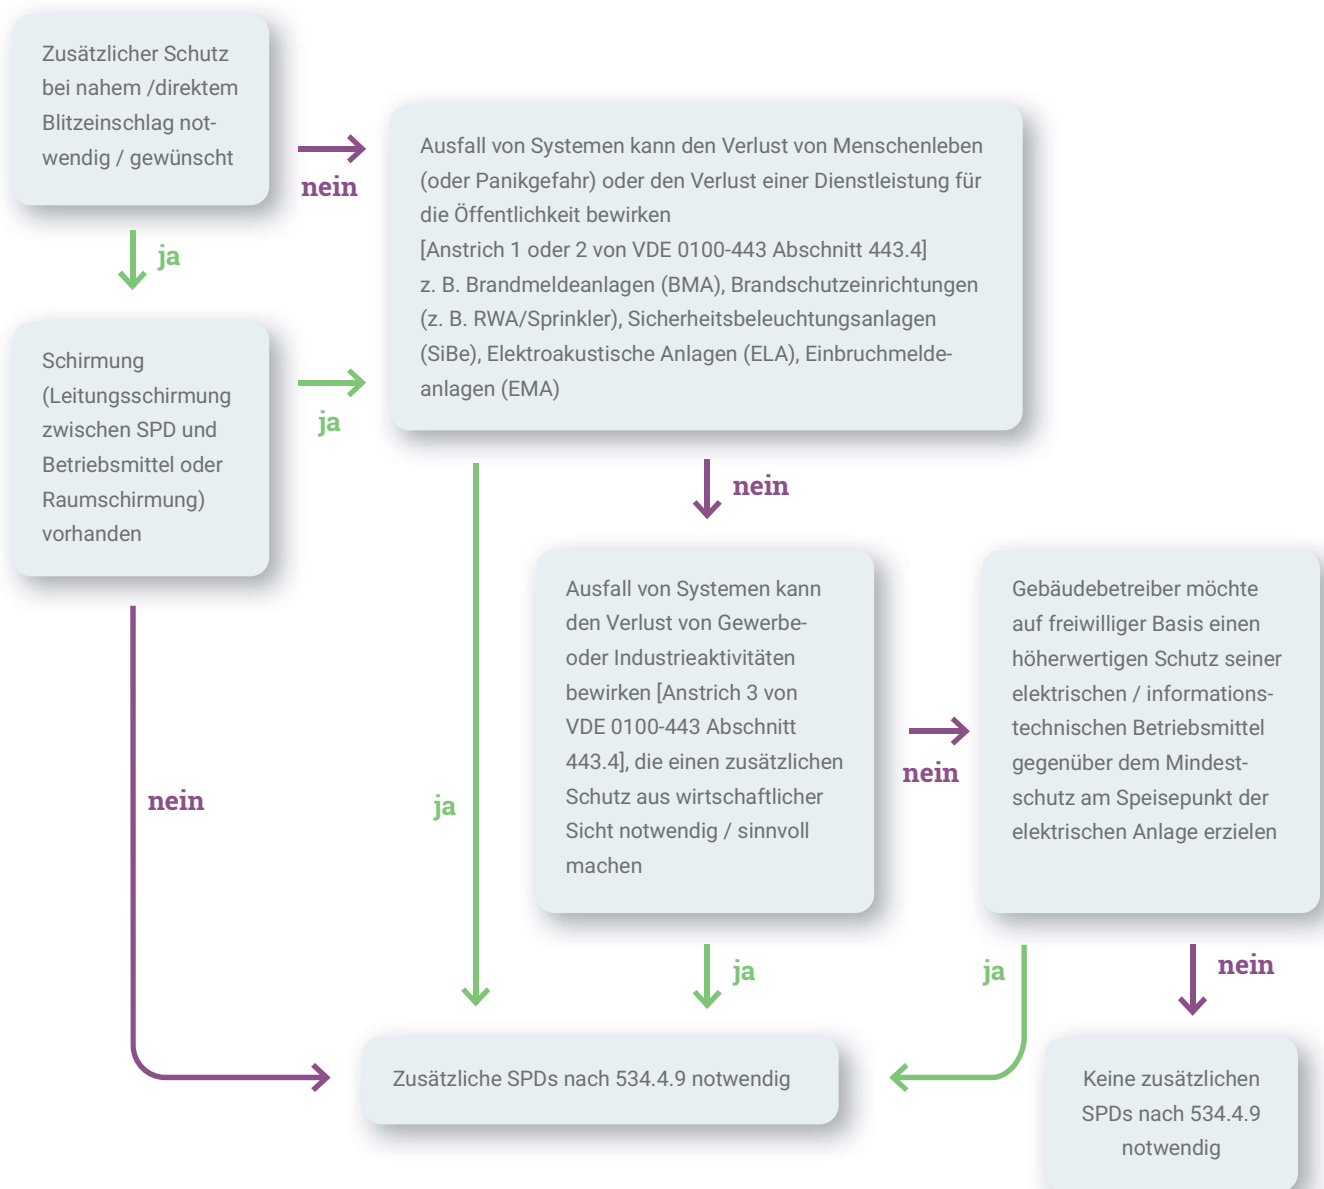 Zusätzlicher Schutz
bei nahem /direktem
Blitzeinschlag not-
wendig / gewünscht
nein
ja
Ausfall von Systemen kann den Verlust von Menschenleben
(oder Panikgefahr) oder den Verlust einer Dienstleistung für
die Öffentlichkeit bewirken
[Anstrich 1 oder 2 von VDE 0100-443 Abschnitt 443.4]
z. B. Brandmeldeanlagen (BMA), Brandschutzeinrichtungen
(z. B. RWA/Sprinkler), Sicherheitsbeleuchtungsanlagen
(SiBe), Elektroakustische Anlagen (ELA), Einbruchmelde-
anlagen (EMA)
Schirmung
(Leitungsschirmung
zwischen SPD und
Betriebsmittel oder
Raumschirmung)
vorhanden
ja
nein
ja
nein
Ausfall von Systemen kann
den Verlust von Gewerbe-
oder Industrieaktivitäten
bewirken [Anstrich 3 von
VDE 0100-443 Abschnitt
443.4], die einen zusätzlichen
Schutz aus wirtschaftlicher
Sicht notwendig / sinnvoll
machen
nein
ja
Gebäudebetreiber möchte
auf freiwilliger Basis einen
höherwertigen Schutz seiner
elektrischen / informations-
technischen Betriebsmittel
gegenüber dem Mindest-
schutz am Speisepunkt der
elektrischen Anlage erzielen
ja
nein
Zusätzliche SPDs nach 534.4.9 notwendig
Keine zusätzlichen
SPDs nach 534.4.9
notwendig